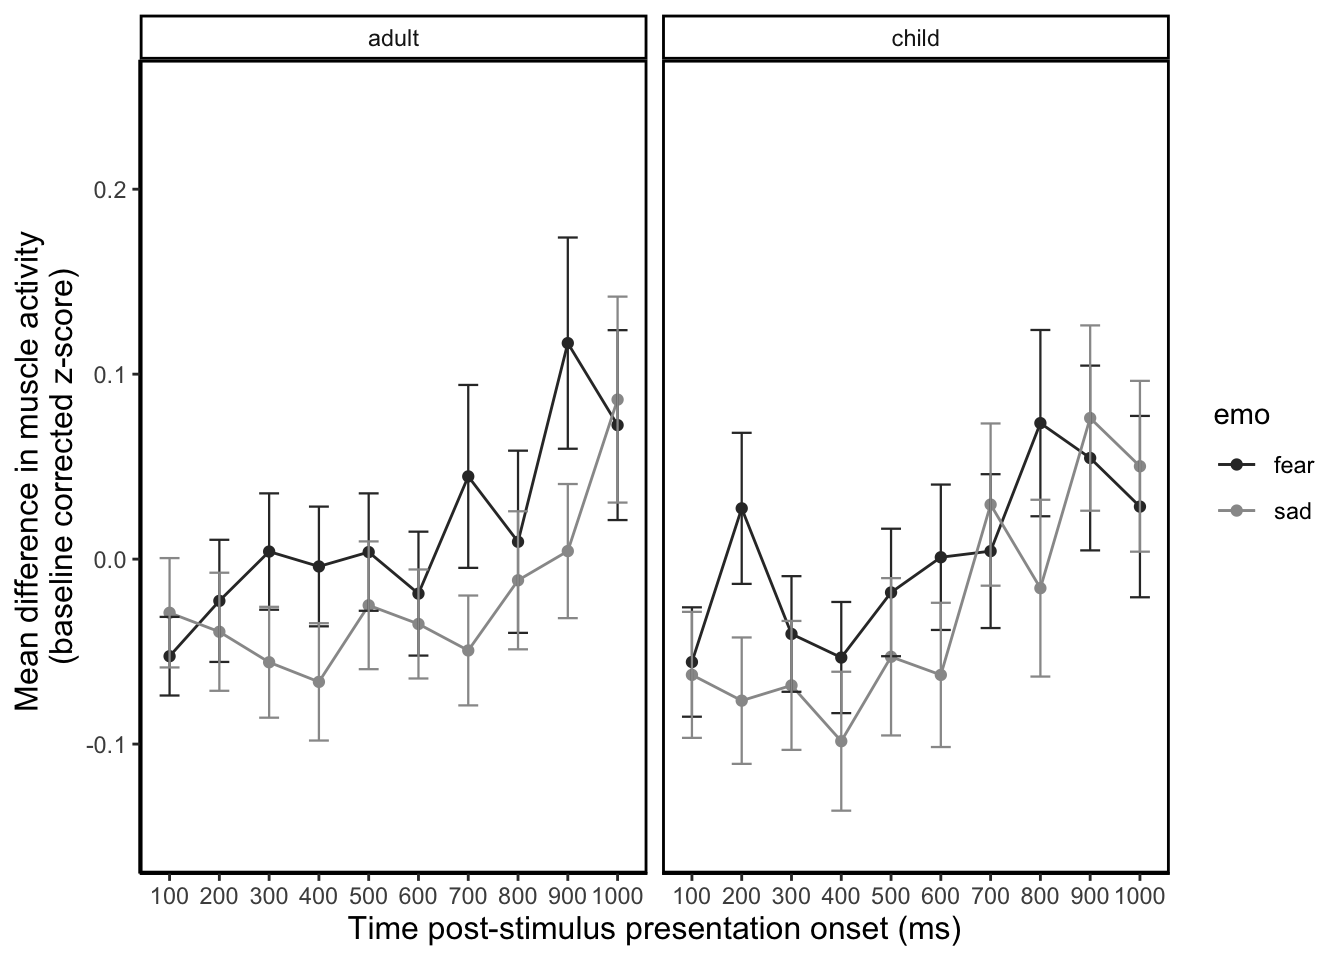 adult
child
Mean difference in muscle activity
(baseline corrected z-score)
0.2
0.1
0.0
-0.1
100 200 300 400 500 600 700 800 900 1000
100 200 300 400 500 600 700 800 900 1000
Time post-stimulus presentation onset (ms)
emo
fear
sad